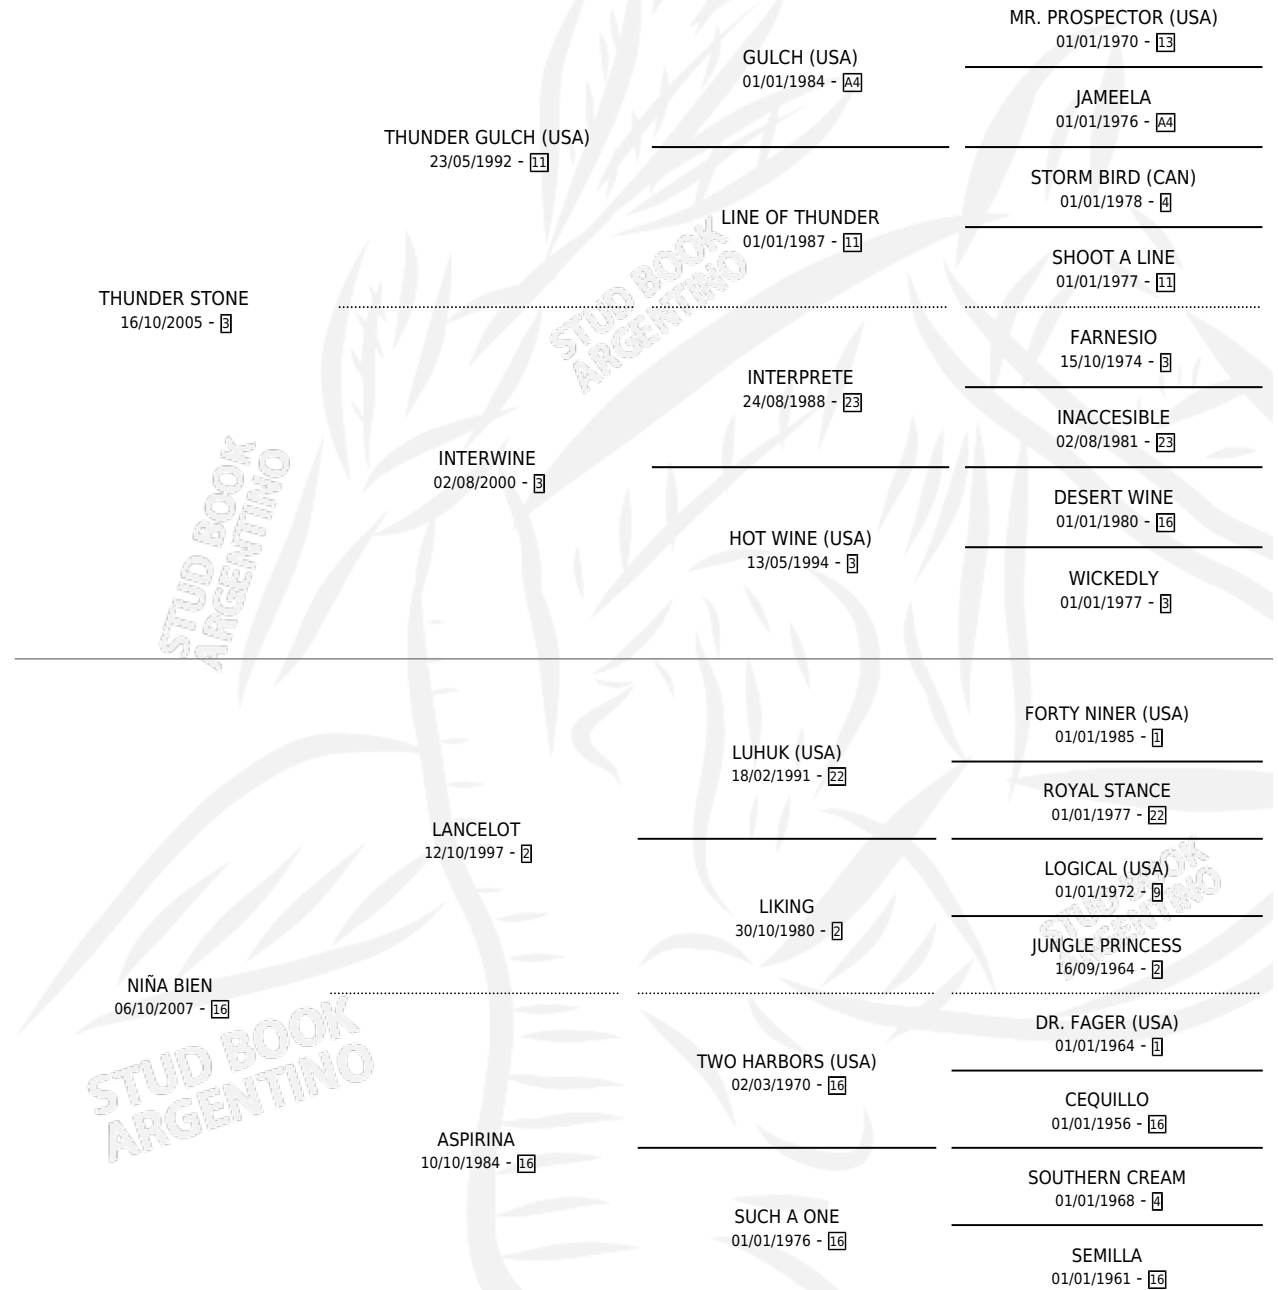 MR. PROSPECTOR (USA)
01/01/1970 - 13
GULCH (USA)
01/01/1984 - A4
JAMEELA
01/01/1976 - A4
THUNDER GULCH (USA)
23/05/1992 - 11
STORM BIRD (CAN)
01/01/1978 - 4
LINE OF THUNDER
01/01/1987 - 11
SHOOT A LINE
01/01/1977 - 11
THUNDER STONE
16/10/2005 - 3
FARNESIO
15/10/1974 - 3
INTERPRETE
24/08/1988 - 23
INACCESIBLE
02/08/1981 - 23
INTERWINE
02/08/2000 - 3
DESERT WINE
01/01/1980 - 16
HOT WINE (USA)
13/05/1994 - 3
WICKEDLY
01/01/1977 - 3
STUD BOOK
ARGENTINO
STUD BOOK
ARGENTINO
FORTY NINER (USA)
01/01/1985 - 1
LUHUK (USA)
18/02/1991 - 22
ROYAL STANCE
01/01/1977 - 22
LANCELOT
12/10/1997 - 2
LOGICAL (USA)
01/01/1972 - 9
LIKING
30/10/1980 - 2
JUNGLE PRINCESS
16/09/1964 - 2
NIÑA BIEN
06/10/2007 - 16
DR. FAGER (USA)
01/01/1964 - 1
TWO HARBORS (USA)
02/03/1970 - 16
CEQUILLO
01/01/1956 - 16
ASPIRINA
10/10/1984 - 16
SOUTHERN CREAM
01/01/1968 - 4
SUCH A ONE
01/01/1976 - 16
SEMILLA
01/01/1961 - 16
STUD BOOK
ARGENTINO
STUD BOOK
ARGENTINO